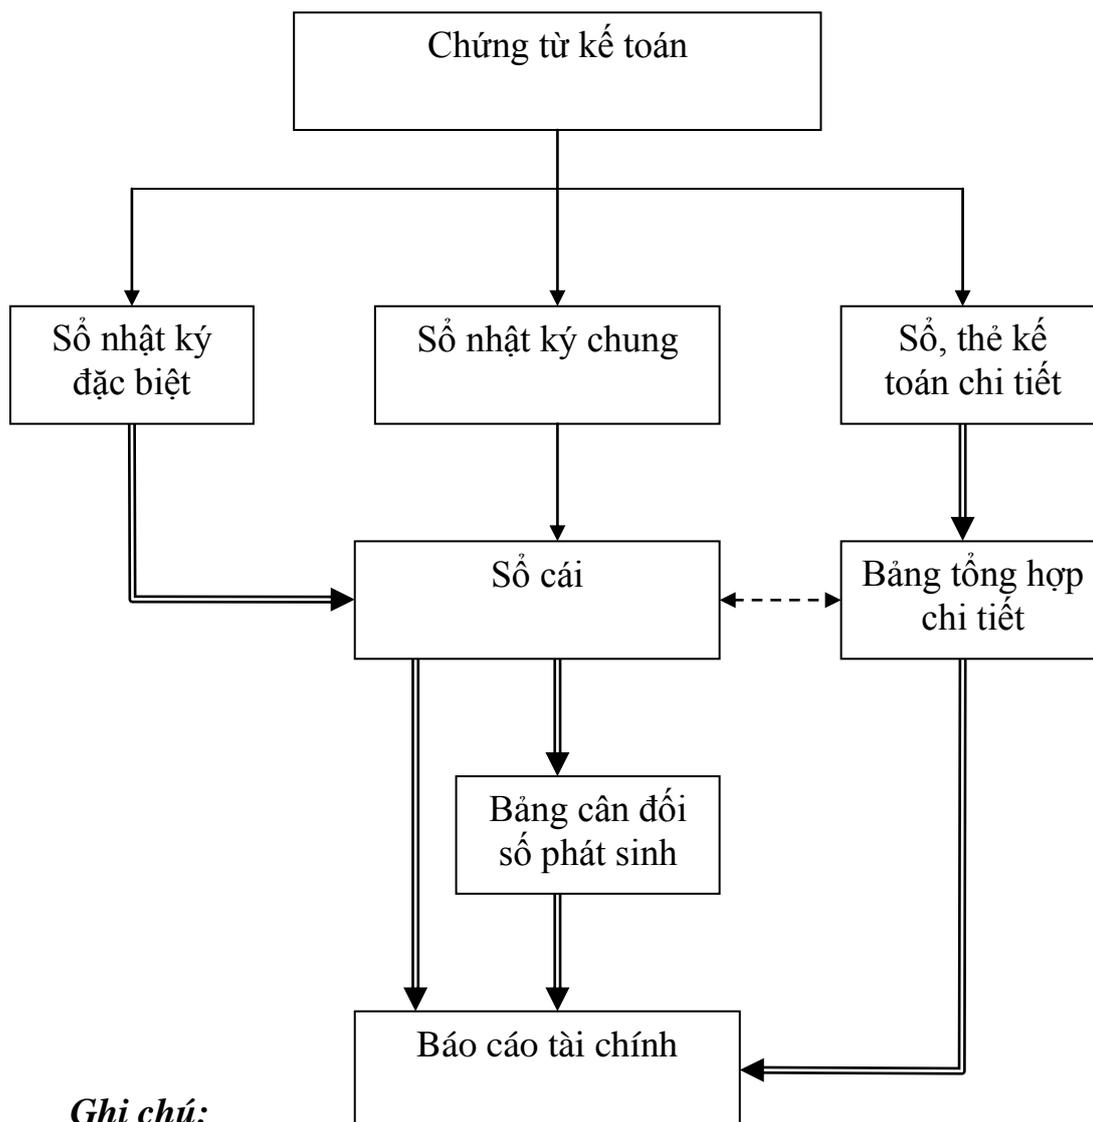 Chứng từ kế toán
Sổ nhật ký
đặc biệt
Sổ nhật ký chung
Sổ, thẻ kế
toán chi tiết
Sổ cái
Bảng tổng hợp
chi tiết
Bảng cân đối
số phát sinh
Báo cáo tài chính
Ghi chú: